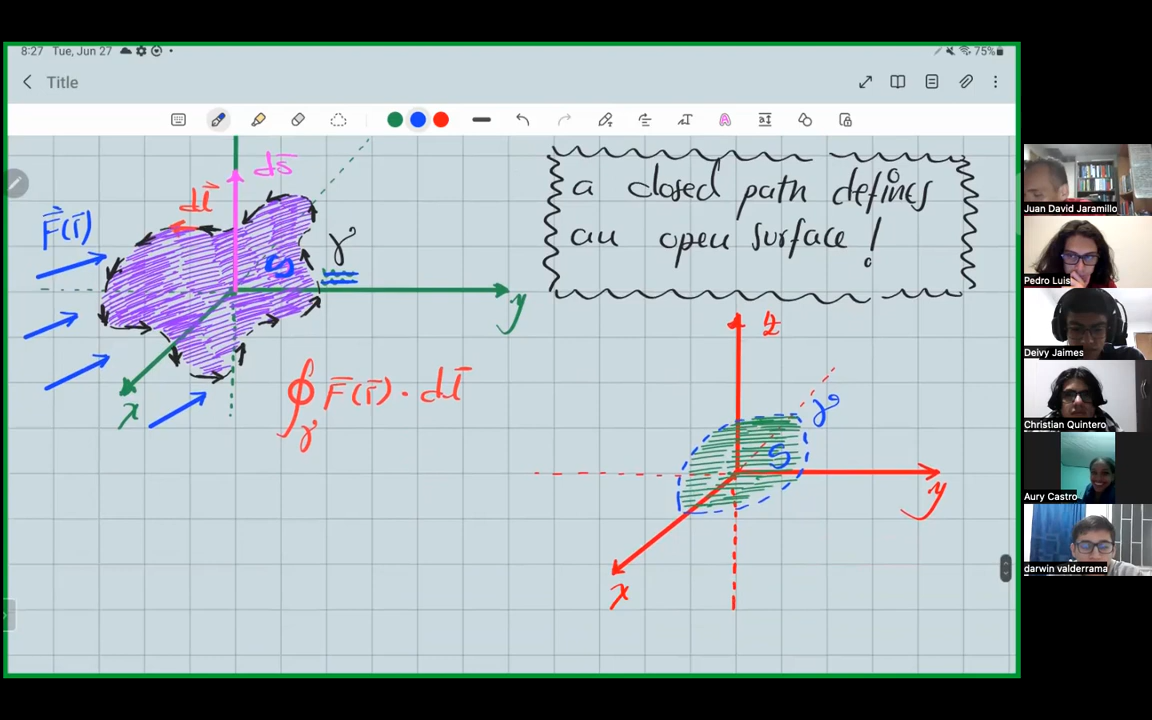 8:27 Tue, Jun 27
75%
Title
ds̄
dl⃗
F⃗(r̄)
γ
S
y
x
∮γ F̄(r̄) · dl̄
a closed path defines
an open surface!
z
γ
S
y
x
Juan David Jaramillo
Pedro Luis
Deivy Jaimes
Christian Quintero
Aury Castro
darwin valderrama